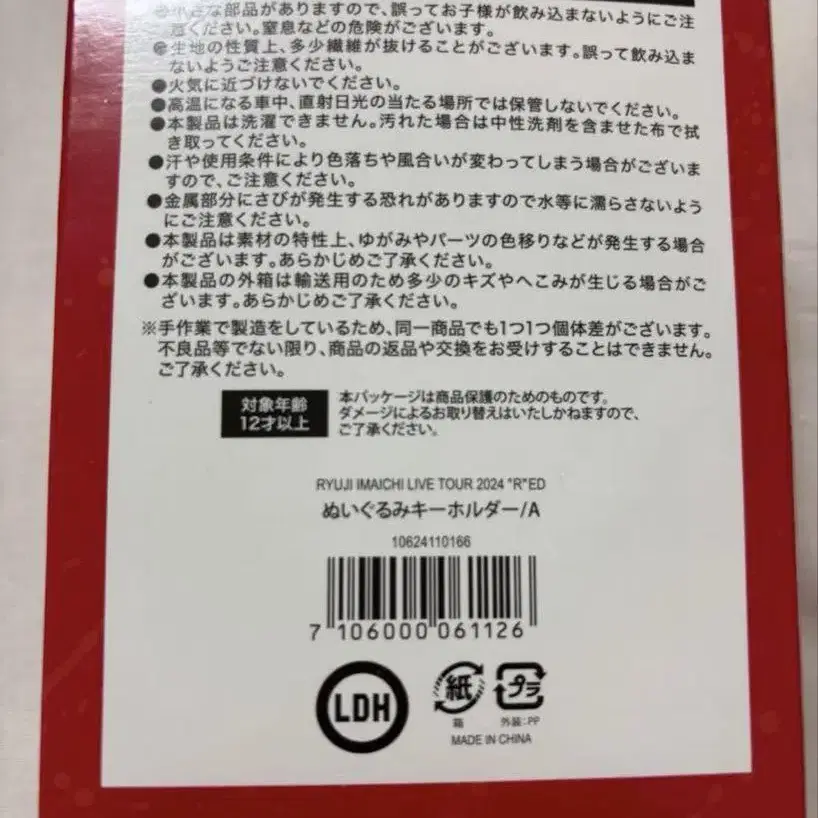 ●小さな部品がありますので、誤ってお子様が飲み込まないようにご注
意ください。窒息などの危険がございます。
●生地の性質上、多少繊維が抜けることがございます。誤って飲み込ま
ないようご注意ください。
●火気に近づけないでください。
●高温になる車中、直射日光の当たる場所では保管しないでください。
●本製品は洗濯できません。汚れた場合は中性洗剤を含ませた布で拭
き取ってください。
●汗や使用条件により色落ちや風合いが変わってしまう場合がございま
すので、ご注意ください。
●金属部分にさびが発生する恐れがありますので水等に濡らさないよう
にご注意ください。
●本製品は素材の特性上、ゆがみやパーツの色移りなどが発生する場合
がございます。あらかじめご了承ください。
●本製品の外箱は輸送用のため多少のキズやへこみが生じる場合がご
ざいます。あらかじめご了承ください。
※手作業で製造をしているため、同一商品でも1つ1つ個体差がございます。
不良品等でない限り、商品の返品や交換をお受けすることはできません。
ご了承ください。
対象年齢
12才以上
本パッケージは商品保護のためのものです。
ダメージによるお取り替えはいたしかねますので、
ご了承ください。
RYUJI IMAICHI LIVE TOUR 2024 "R"ED
ぬいぐるみキーホルダー/A
10624110166
7 106000 061126
LDH
紙
プラ
箱
外装:PP
MADE IN CHINA